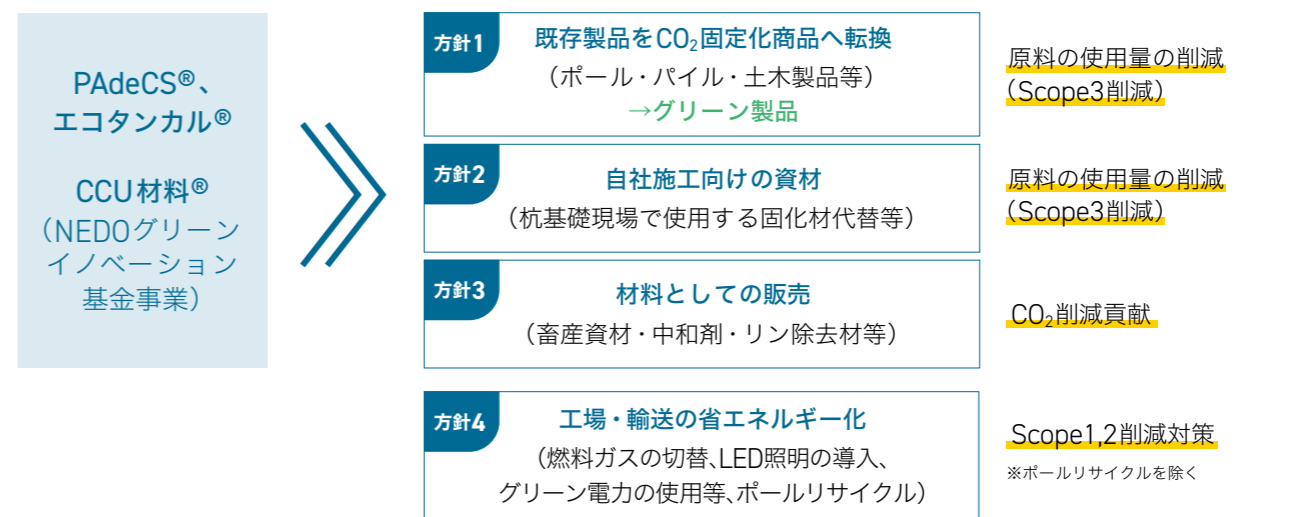 PAdeCS®、
エコタンカル®
CCU材料®
（NEDOグリーン
イノベーション
基金事業）
方針1
既存製品をCO₂固定化商品へ転換
（ポール・パイル・土木製品等）
→グリーン製品
原料の使用量の削減
（Scope3削減）
方針2
自社施工向けの資材
（杭基礎現場で使用する固化材代替等）
原料の使用量の削減
（Scope3削減）
方針3
材料としての販売
（畜産資材・中和剤・リン除去材等）
CO₂削減貢献
方針4
工場・輸送の省エネルギー化
（燃料ガスの切替、LED照明の導入、
グリーン電力の使用等、ポールリサイクル）
Scope1,2削減対策
※ポールリサイクルを除く